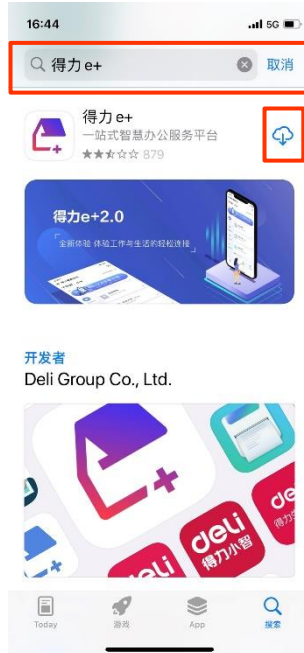 16:44
5G
得力 e+
取消
得力 e+
一站式智慧办公服务平台
879
得力e+2.0
「全新体验 体验工作与生活的轻松连接」
开发者
Deli Group Co., Ltd.
deli
得力小智
de
得力
deli
Today
游戏
App
搜索